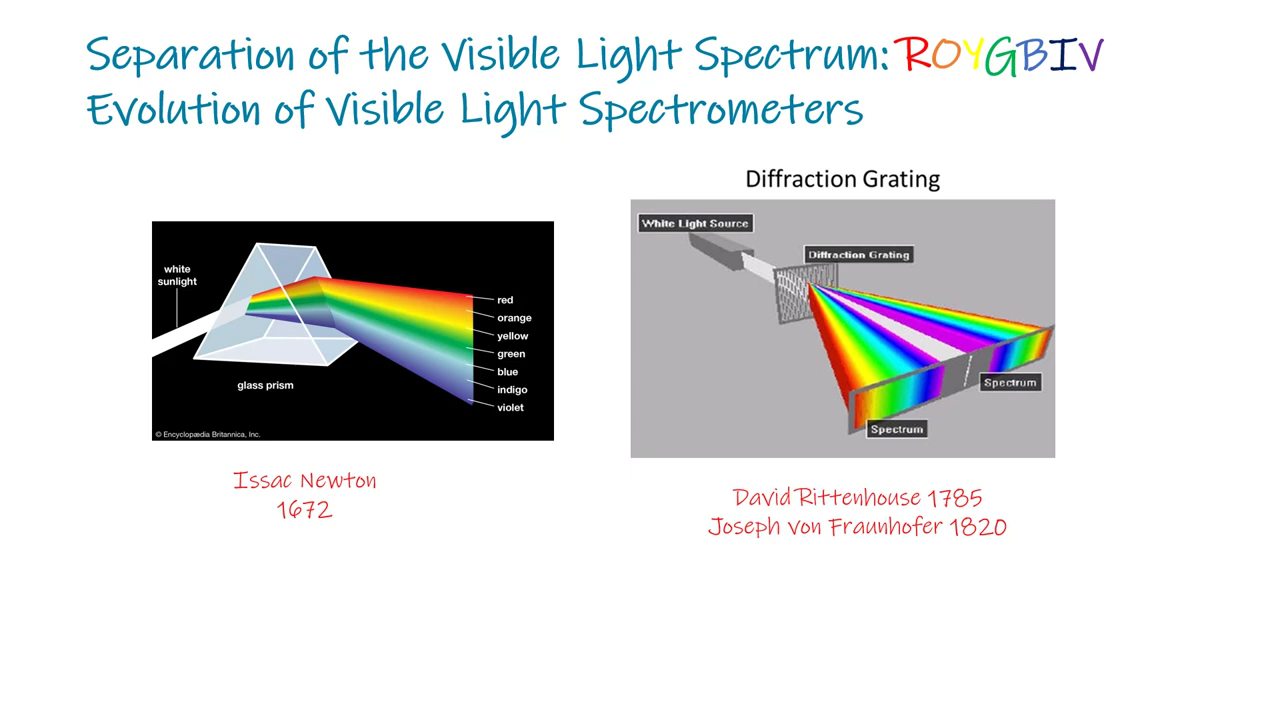 Separation of the Visible Light Spectrum: ROYGBIV
Evolution of Visible Light Spectrometers
white
sunlight
glass prism
red
orange
yellow
green
blue
indigo
violet
© Encyclopædia Britannica, Inc.
Issac Newton
1672
Diffraction Grating
White Light Source
Diffraction Grating
Spectrum
Spectrum
David Rittenhouse 1785
Joseph von Fraunhofer 1820